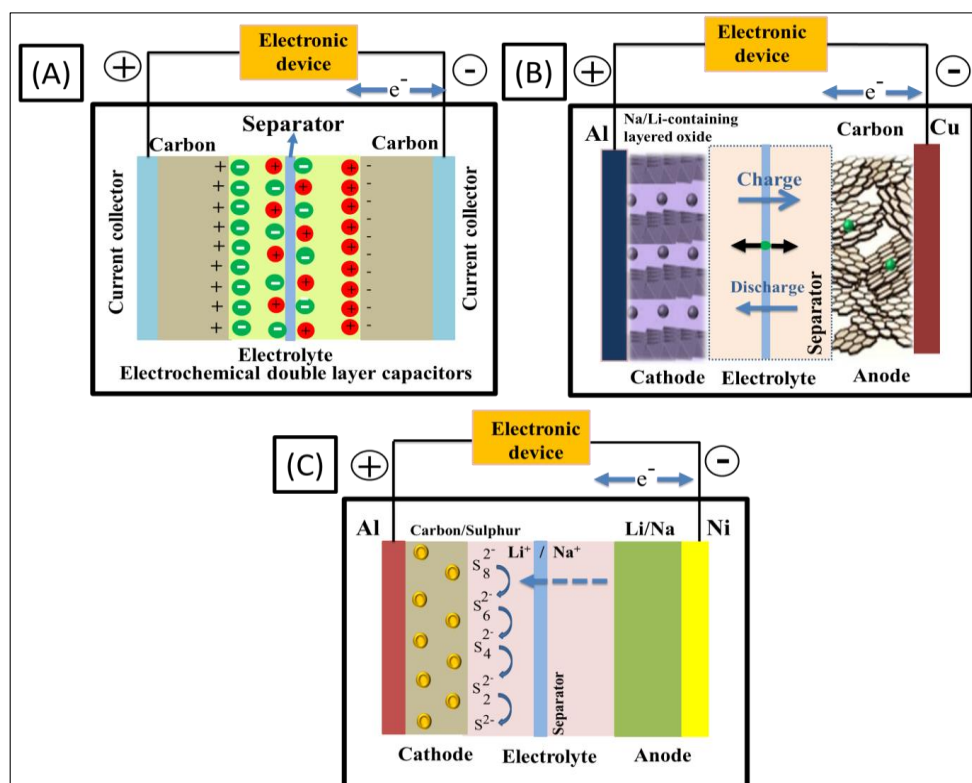 (A)
+
Electronic
device
-
e-
Separator
Carbon
Carbon
Current collector
Current collector
Electrolyte
Electrochemical double layer capacitors
(B)
+
Electronic
device
-
e-
Al
Na/Li-containing
layered oxide
Carbon
Cu
Charge
Discharge
Separator
Cathode
Electrolyte
Anode
(C)
+
Electronic
device
-
e-
Al
Carbon/Sulphur
Li+ / Na+
Li/Na
Ni
S8 2-
S6 2-
S4 2-
S2 2-
S2-
Separator
Cathode
Electrolyte
Anode